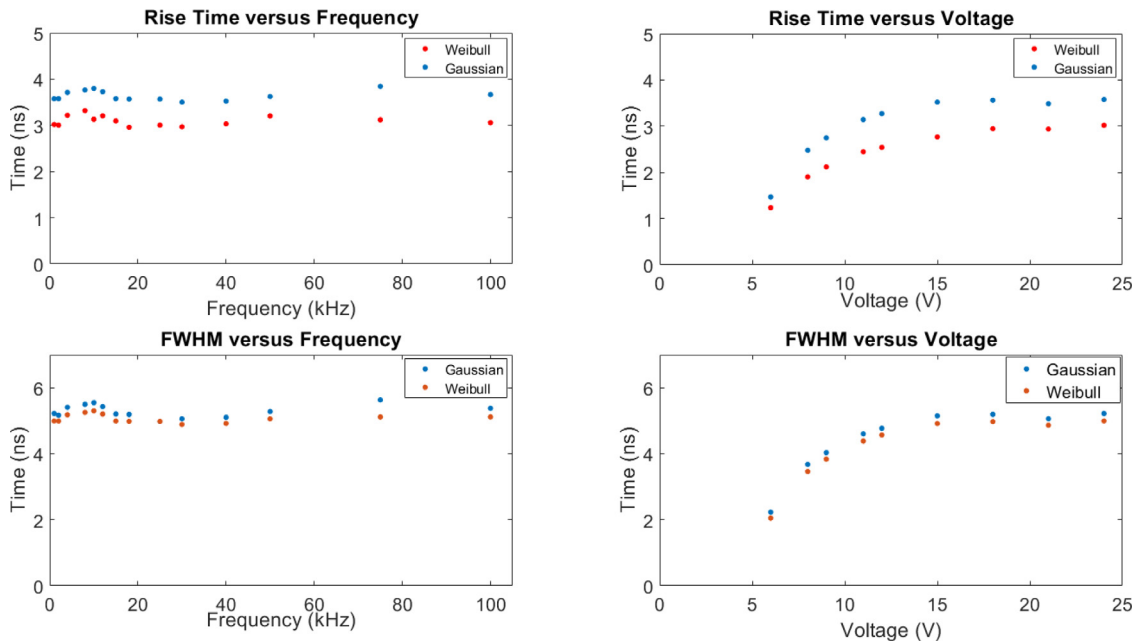 Rise Time versus Frequency
5
4
3
2
1
0
Time (ns)
Weibull
Gaussian
0 20 40 60 80 100
Frequency (kHz)
Rise Time versus Voltage
5
4
3
2
1
0
Time (ns)
Weibull
Gaussian
0 5 10 15 20 25
Voltage (V)
FWHM versus Frequency
6
4
2
0
Time (ns)
Gaussian
Weibull
0 20 40 60 80 100
Frequency (kHz)
FWHM versus Voltage
6
4
2
0
Time (ns)
Gaussian
Weibull
0 5 10 15 20 25
Voltage (V)